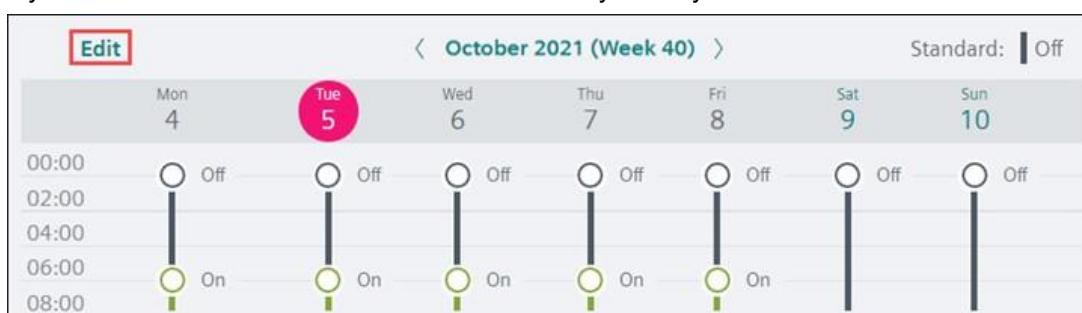 Edit October 2021 (Week 40) Standard: Off
Mon Tue Wed Thu Fri Sat Sun
4 5 6 7 8 9 10
00:00 Off Off Off Off Off Off Off
02:00
04:00
06:00 On On On On On
08:00